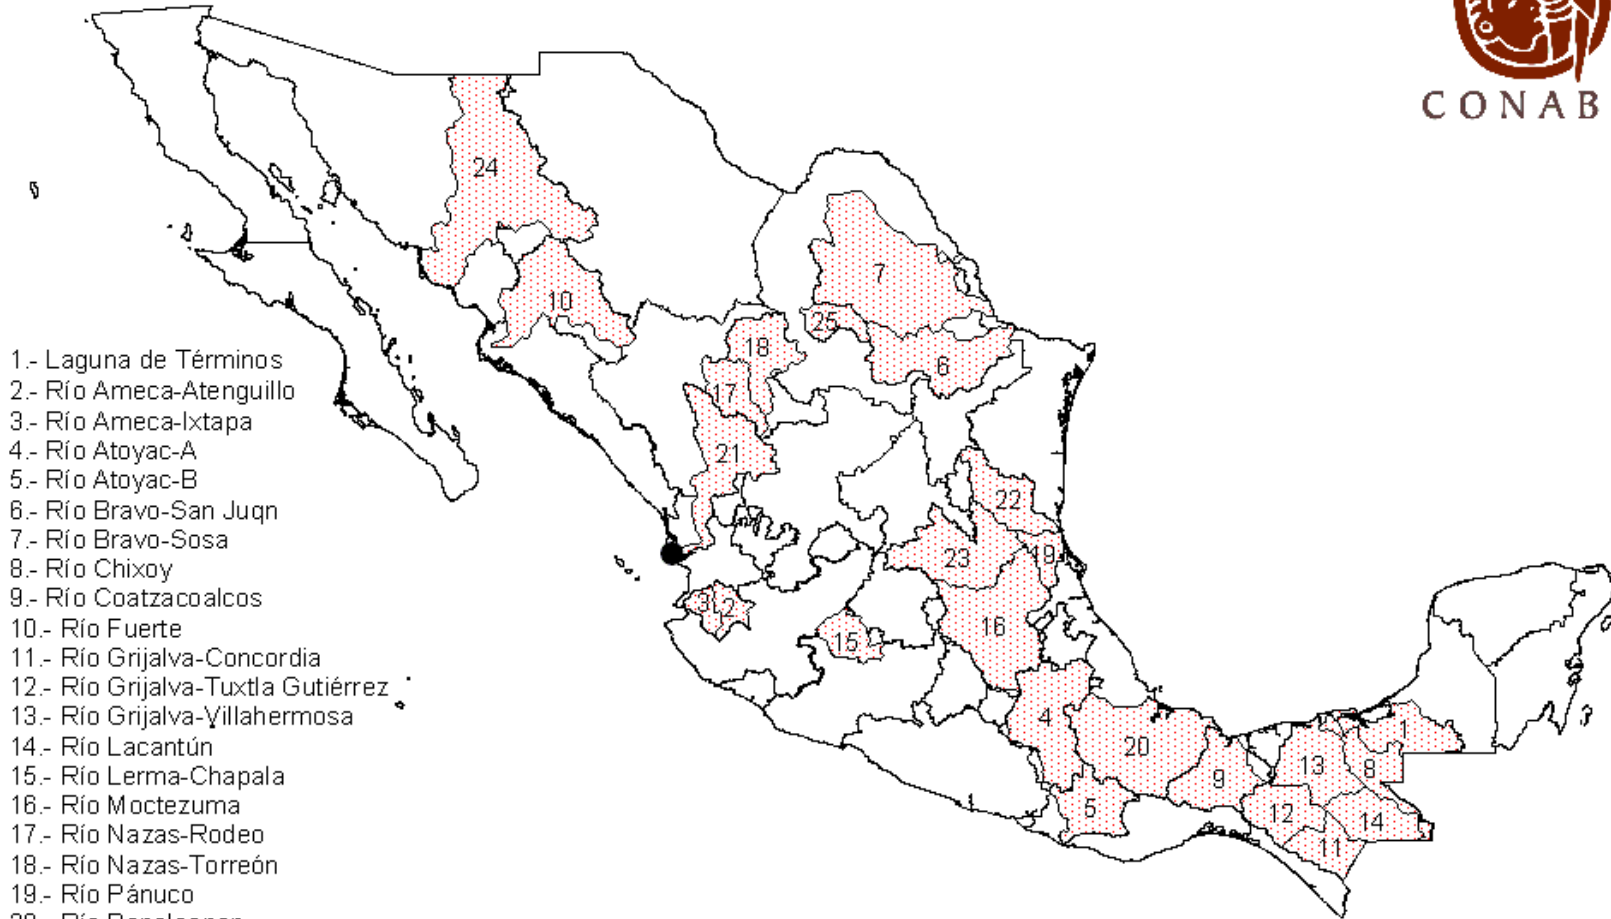 CONAB
24
7
10
25
18
6
17
21
22
23
19
3
2
16
15
4
20
1
13
8
9
12
14
5
11
1.- Laguna de Términos
2.- Río Ameca-Atenguillo
3.- Río Ameca-Ixtapa
4.- Río Atoyac-A
5.- Río Atoyac-B
6.- Río Bravo-San Juqn
7.- Río Bravo-Sosa
8.- Río Chixoy
9.- Río Coatzacoalcos
10.- Río Fuerte
11.- Río Grijalva-Concordia
12.- Río Grijalva-Tuxtla Gutiérrez
13.- Río Grijalva-Villahermosa
14.- Río Lacantún
15.- Río Lerma-Chapala
16.- Río Moctezuma
17.- Río Nazas-Rodeo
18.- Río Nazas-Torreón
19.- Río Pánuco